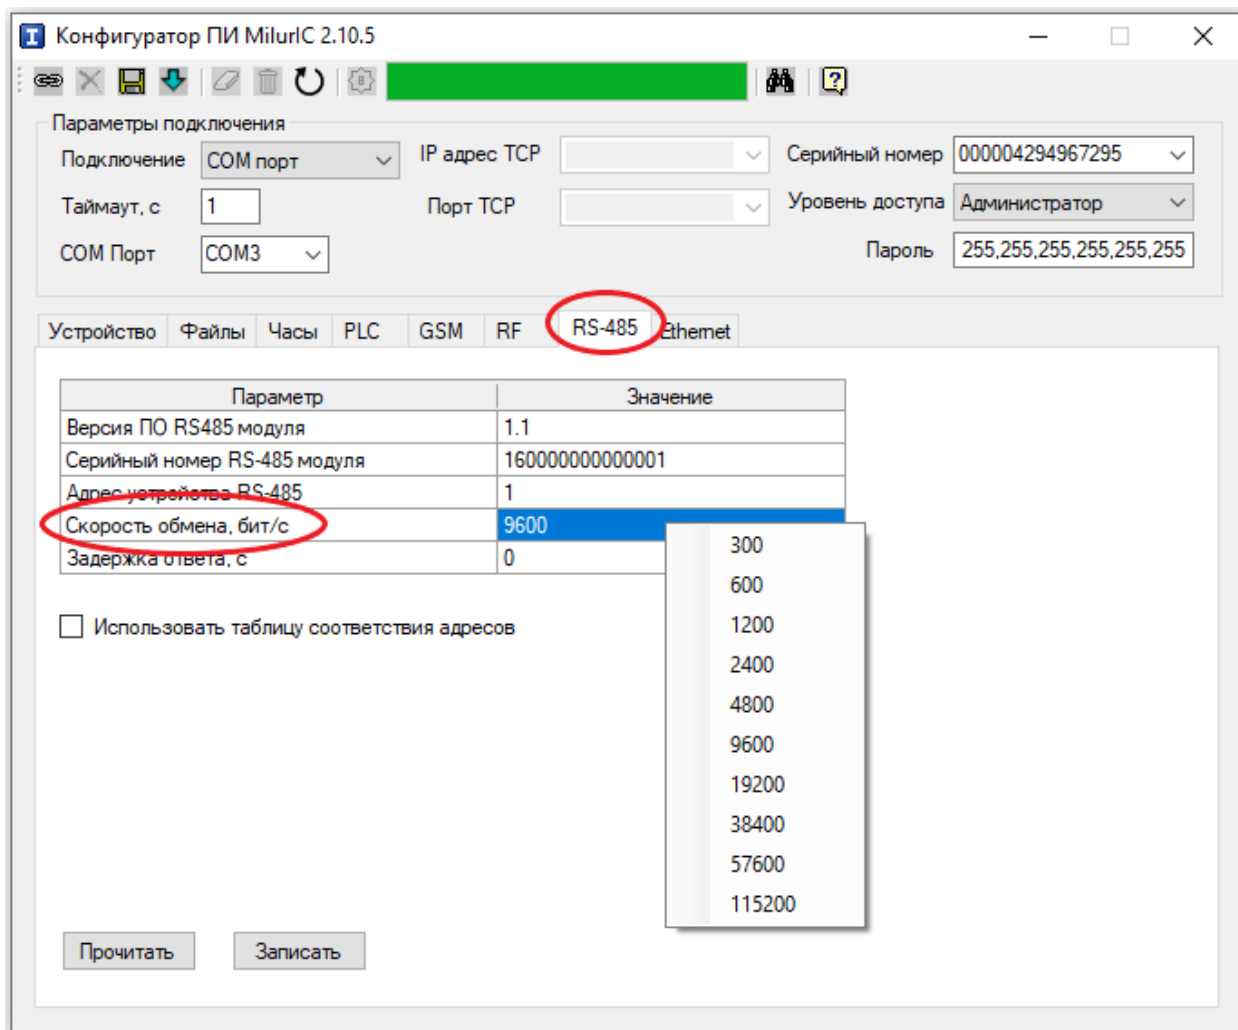 Конфигуратор ПИ MilurIC 2.10.5
Параметры подключения
Подключение COM порт IP адрес TCP Серийный номер 000004294967295
Таймаут, с 1 Порт TCP Уровень доступа Администратор
COM Порт COM3 Пароль 255,255,255,255,255,255
Устройство Файлы Часы PLC GSM RF RS-485 Ethernet
Параметр Значение
Версия ПО RS485 модуля 1.1
Серийный номер RS-485 модуля 160000000000001
Адрес устройства RS-485 1
Скорость обмена, бит/с 9600
Задержка ответа, с 0
300
600
1200
2400
4800
9600
19200
38400
57600
115200
Использовать таблицу соответствия адресов
Прочитать Записать